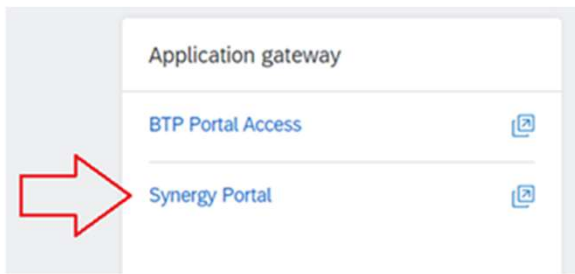 Application gateway
BTP Portal Access
Synergy Portal